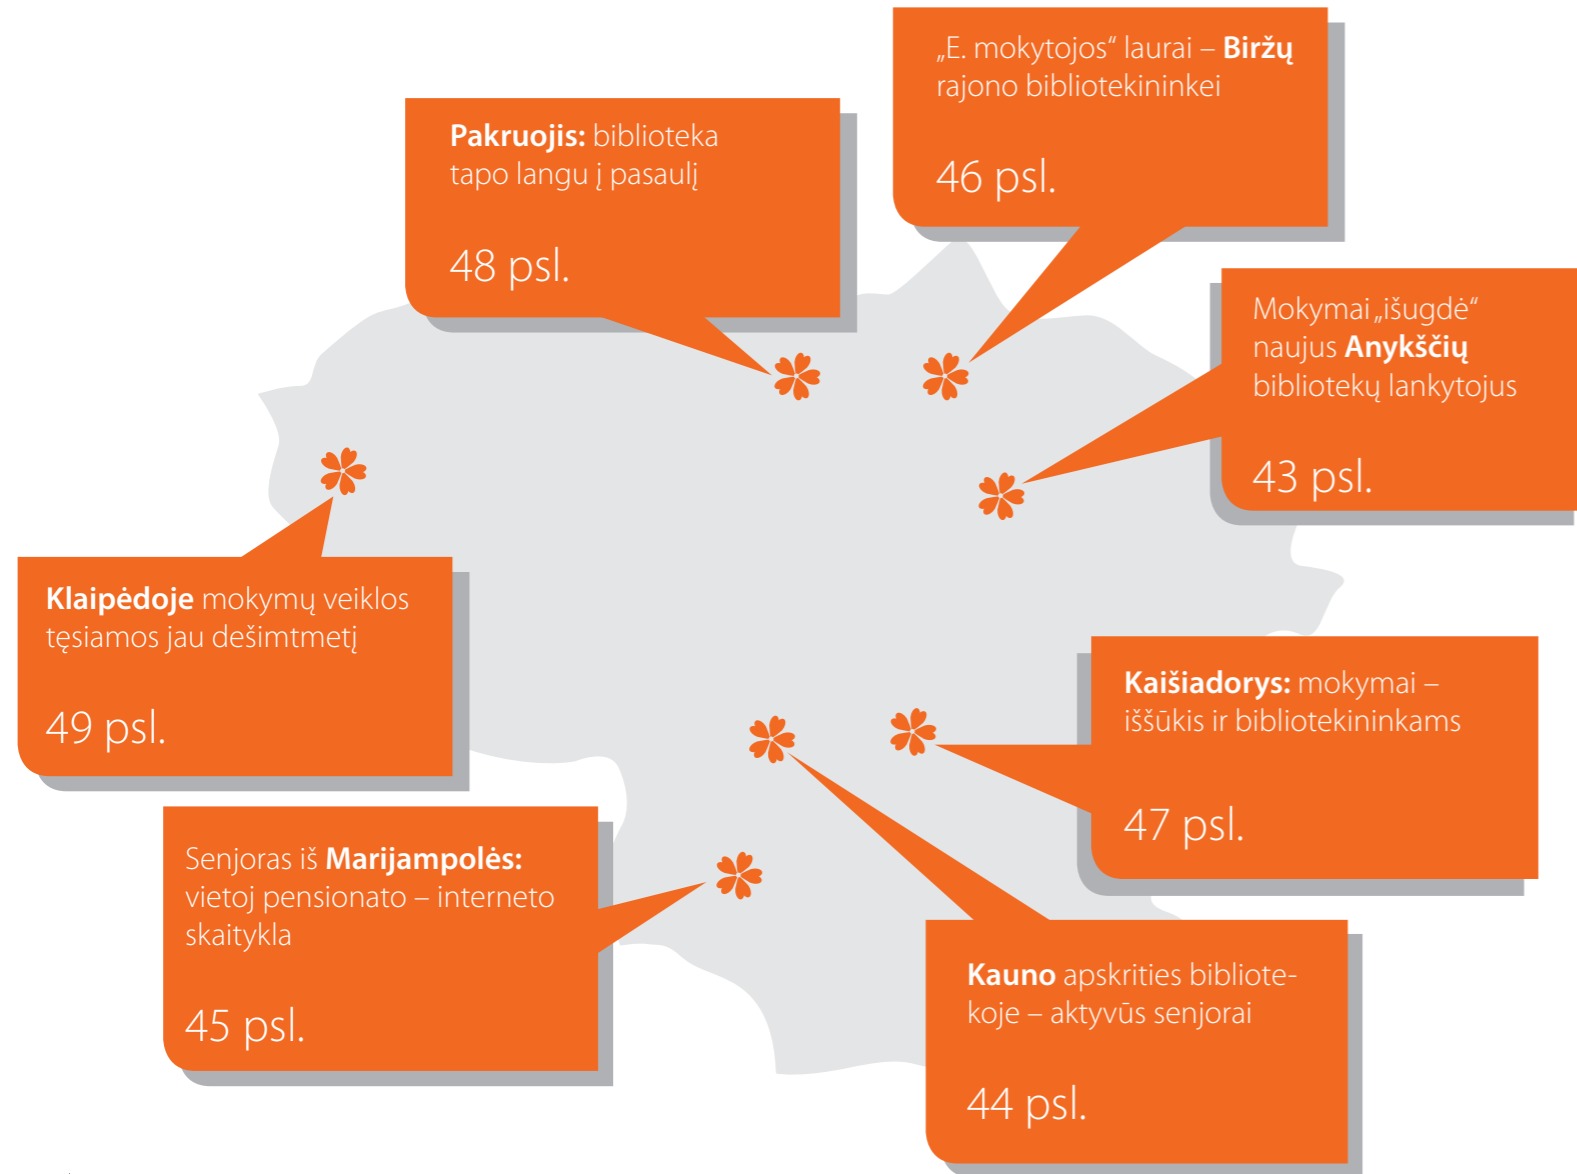 „E. mokytojos“ laurai – Biržų
rajono bibliotekininkei
46 psl.
Pakruojis: biblioteka
tapo langu į pasaulį
48 psl.
Mokymai „išugdė“
naujus Anykščių
bibliotekų lankytojus
43 psl.
Klaipėdoje mokymų veiklos
tęsiamos jau dešimtmetį
49 psl.
Kaišiadorys: mokymai –
iššūkis ir bibliotekininkams
47 psl.
Senjoras iš Marijampolės:
vietoj pensionato – interneto
skaitykla
45 psl.
Kauno apskrities bibliote-
koje – aktyvūs senjorai
44 psl.